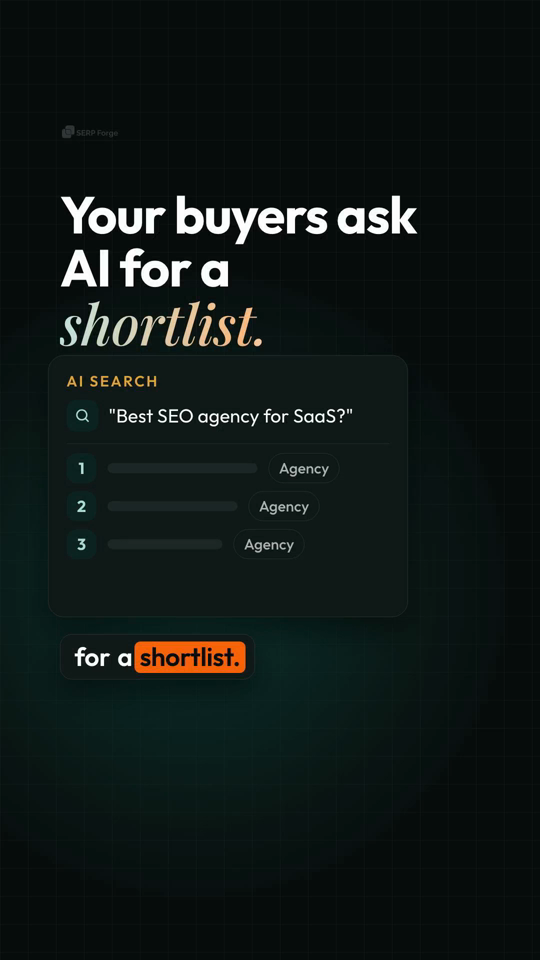 SERP Forge
Your buyers ask
AI for a
shortlist.
AI SEARCH
"Best SEO agency for SaaS?"
1 Agency
2 Agency
3 Agency
for a shortlist.